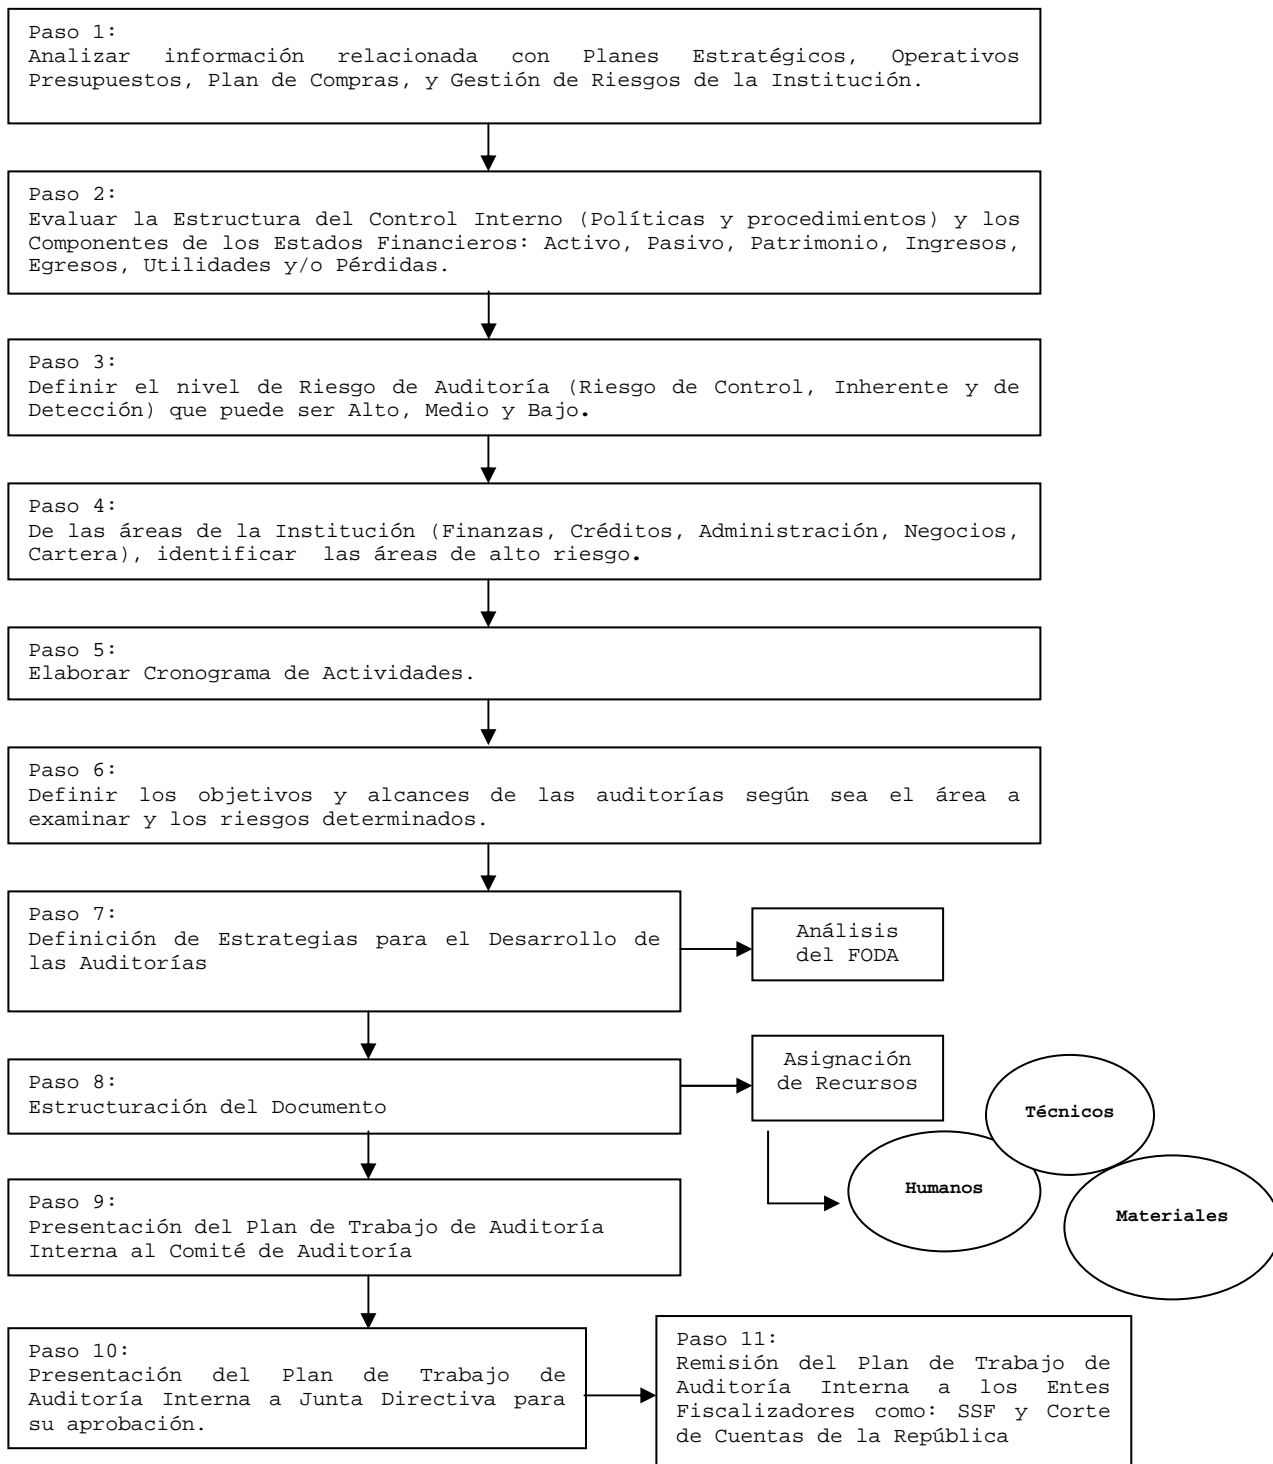 Paso 1:
Analizar información relacionada con Planes Estratégicos, Operativos
Presupuestos, Plan de Compras, y Gestión de Riesgos de la Institución.
Paso 2:
Evaluar la Estructura del Control Interno (Políticas y procedimientos) y los
Componentes de los Estados Financieros: Activo, Pasivo, Patrimonio, Ingresos,
Egresos, Utilidades y/o Pérdidas.
Paso 3:
Definir el nivel de Riesgo de Auditoría (Riesgo de Control, Inherente y de
Detección) que puede ser Alto, Medio y Bajo.
Paso 4:
De las áreas de la Institución (Finanzas, Créditos, Administración, Negocios,
Cartera), identificar las áreas de alto riesgo.
Paso 5:
Elaborar Cronograma de Actividades.
Paso 6:
Definir los objetivos y alcances de las auditorías según sea el área a
examinar y los riesgos determinados.
Paso 7:
Definición de Estrategias para el Desarrollo de
las Auditorías
Análisis
del FODA
Paso 8:
Estructuración del Documento
Asignación
de Recursos
Técnicos
Humanos
Materiales
Paso 9:
Presentación del Plan de Trabajo de Auditoría
Interna al Comité de Auditoría
Paso 10:
Presentación del Plan de Trabajo de
Auditoría Interna a Junta Directiva para
su aprobación.
Paso 11:
Remisión del Plan de Trabajo de
Auditoría Interna a los Entes
Fiscalizadores como: SSF y Corte
de Cuentas de la República